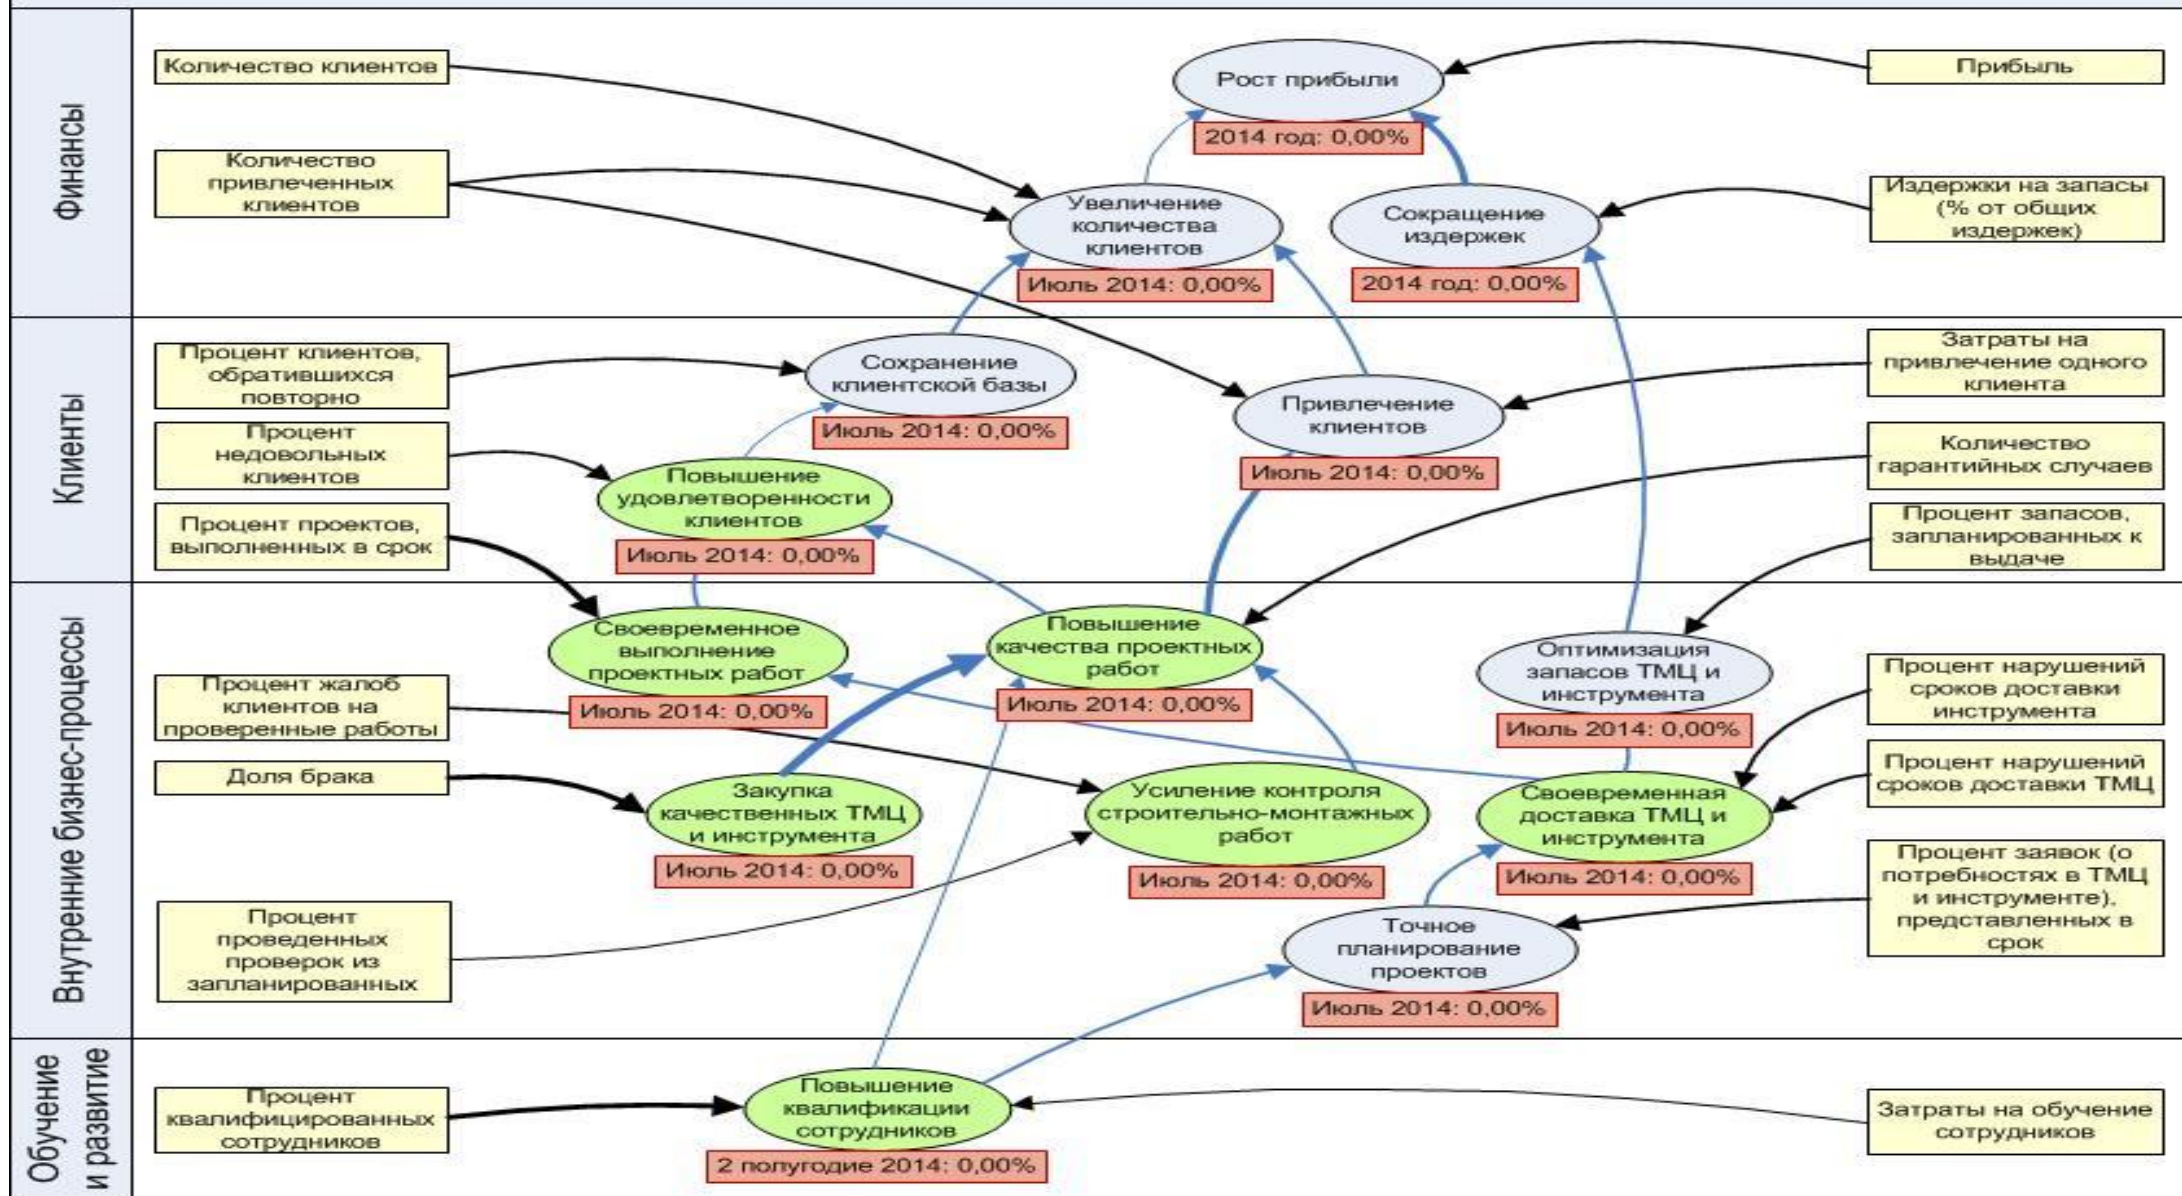 Финансы
Количество клиентов
Рост прибыли
Прибыль
2014 год: 0,00%
Количество
привлеченных
клиентов
Увеличение
количества
клиентов
Июль 2014: 0,00%
Сокращение
издержек
2014 год: 0,00%
Издержки на запасы
(% от общих
издержек)
Клиенты
Процент клиентов,
обратившихся
повторно
Сохранение
клиентской базы
Июль 2014: 0,00%
Привлечение
клиентов
Июль 2014: 0,00%
Затраты на
привлечение одного
клиента
Процент
недовольных
клиентов
Повышение
удовлетворенности
клиентов
Июль 2014: 0,00%
Количество
гарантийных случаев
Процент проектов,
выполненных в срок
Процент запасов,
запланированных к
выдаче
Внутренние бизнес-процессы
Своевременное
выполнение
проектных работ
Июль 2014: 0,00%
Повышение
качества проектных
работ
Июль 2014: 0,00%
Оптимизация
запасов ТМЦ и
инструмента
Июль 2014: 0,00%
Процент нарушений
сроков доставки
инструмента
Процент жалоб
клиентов на
проверенные работы
Доля брака
Закупка
качественных ТМЦ
и инструмента
Июль 2014: 0,00%
Усиление контроля
строительно-монтажных
работ
Июль 2014: 0,00%
Своевременная
доставка ТМЦ и
инструмента
Июль 2014: 0,00%
Процент нарушений
сроков доставки ТМЦ
Процент
проведенных
проверок из
запланированных
Точное
планирование
проектов
Июль 2014: 0,00%
Процент заявок (о
потребностях в ТМЦ
и инструменте),
представленных в
срок
Обучение
и развитие
Процент
квалифицированных
сотрудников
Повышение
квалификации
сотрудников
2 полугодие 2014: 0,00%
Затраты на обучение
сотрудников